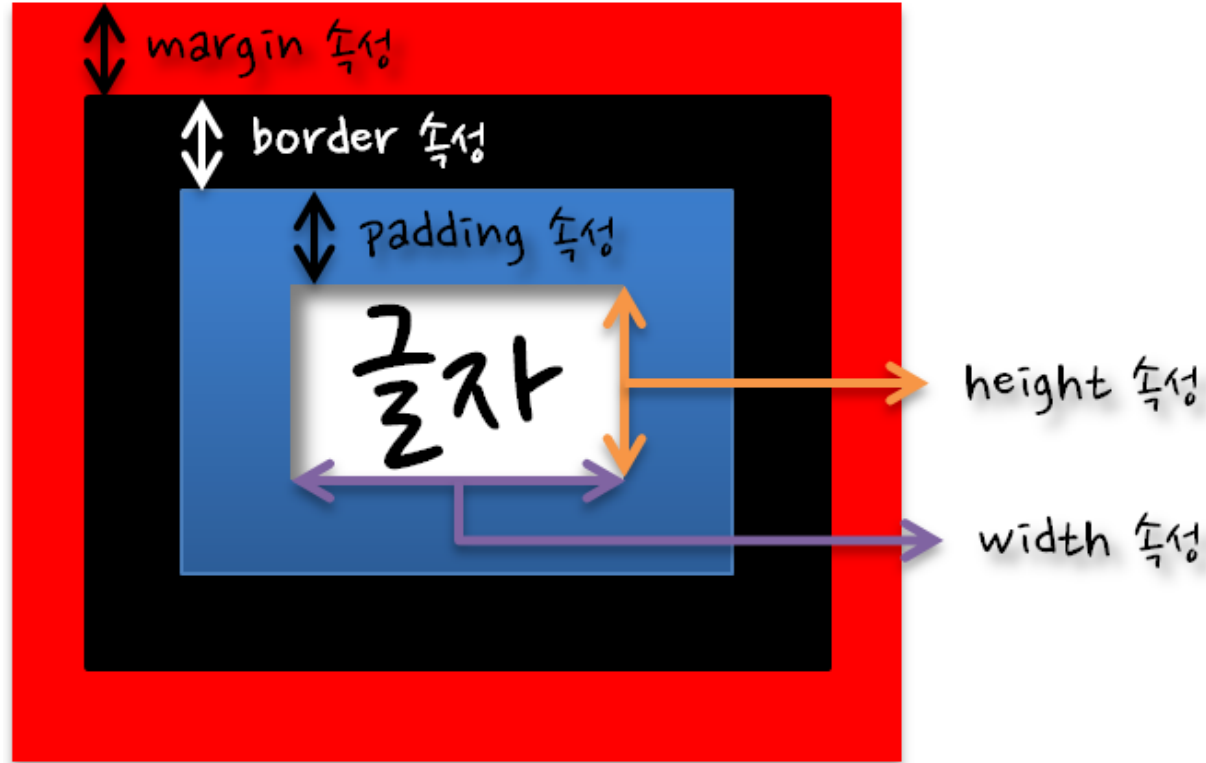 margin 속성
border 속성
padding 속성
글자
height 속성
width 속성